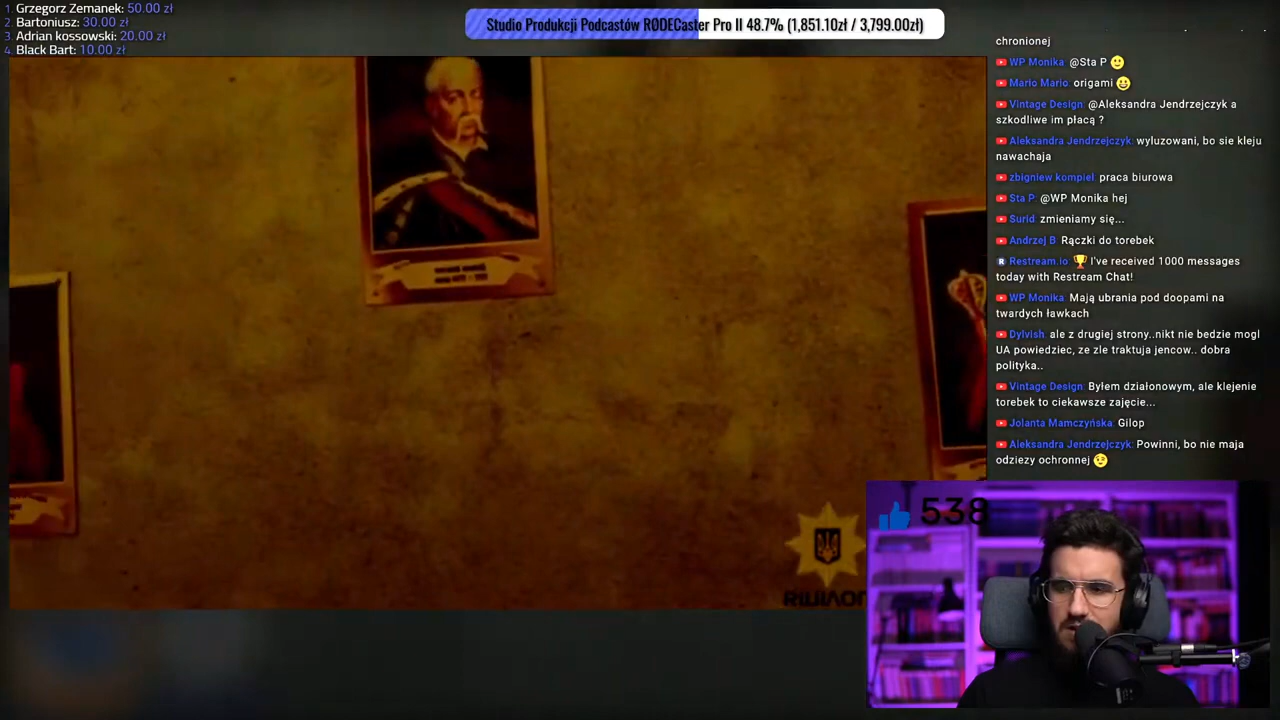 1. Grzegorz Zemanek: 50.00 zł
2. Bartoniusz: 30.00 zł
3. Adrian kossowski: 20.00 zł
4. Black Bart: 10.00 zł
Studio Produkcji Podcastów RØDECaster Pro II 48.7% (1,851.10zł / 3,799.00zł)
chronionej
WP Monika: @Sta P
Mario Mario: origami
Vintage Design: @Aleksandra Jendrzejczyk a
szkodliwe im płacą ?
Aleksandra Jendrzejczyk: wyluzowani, bo sie kleju
nawachaja
zbigniew kompiel: praca biurowa
Sta P: @WP Monika hej
Surid: zmieniamy się...
Andrzej B: Rączki do torebek
Restream.io: I've received 1000 messages
today with Restream Chat!
WP Monika: Mają ubrania pod doopami na
twardych ławkach
Dylvish: ale z drugiej strony..nikt nie bedzie mogl
UA powiedziec, ze zle traktuja jencow.. dobra
polityka..
Vintage Design: Byłem działonowym, ale klejenie
torebek to ciekawsze zajęcie...
Jolanta Mamczyńska: Gilop
Aleksandra Jendrzejczyk: Powinni, bo nie maja
odziezy ochronnej
538